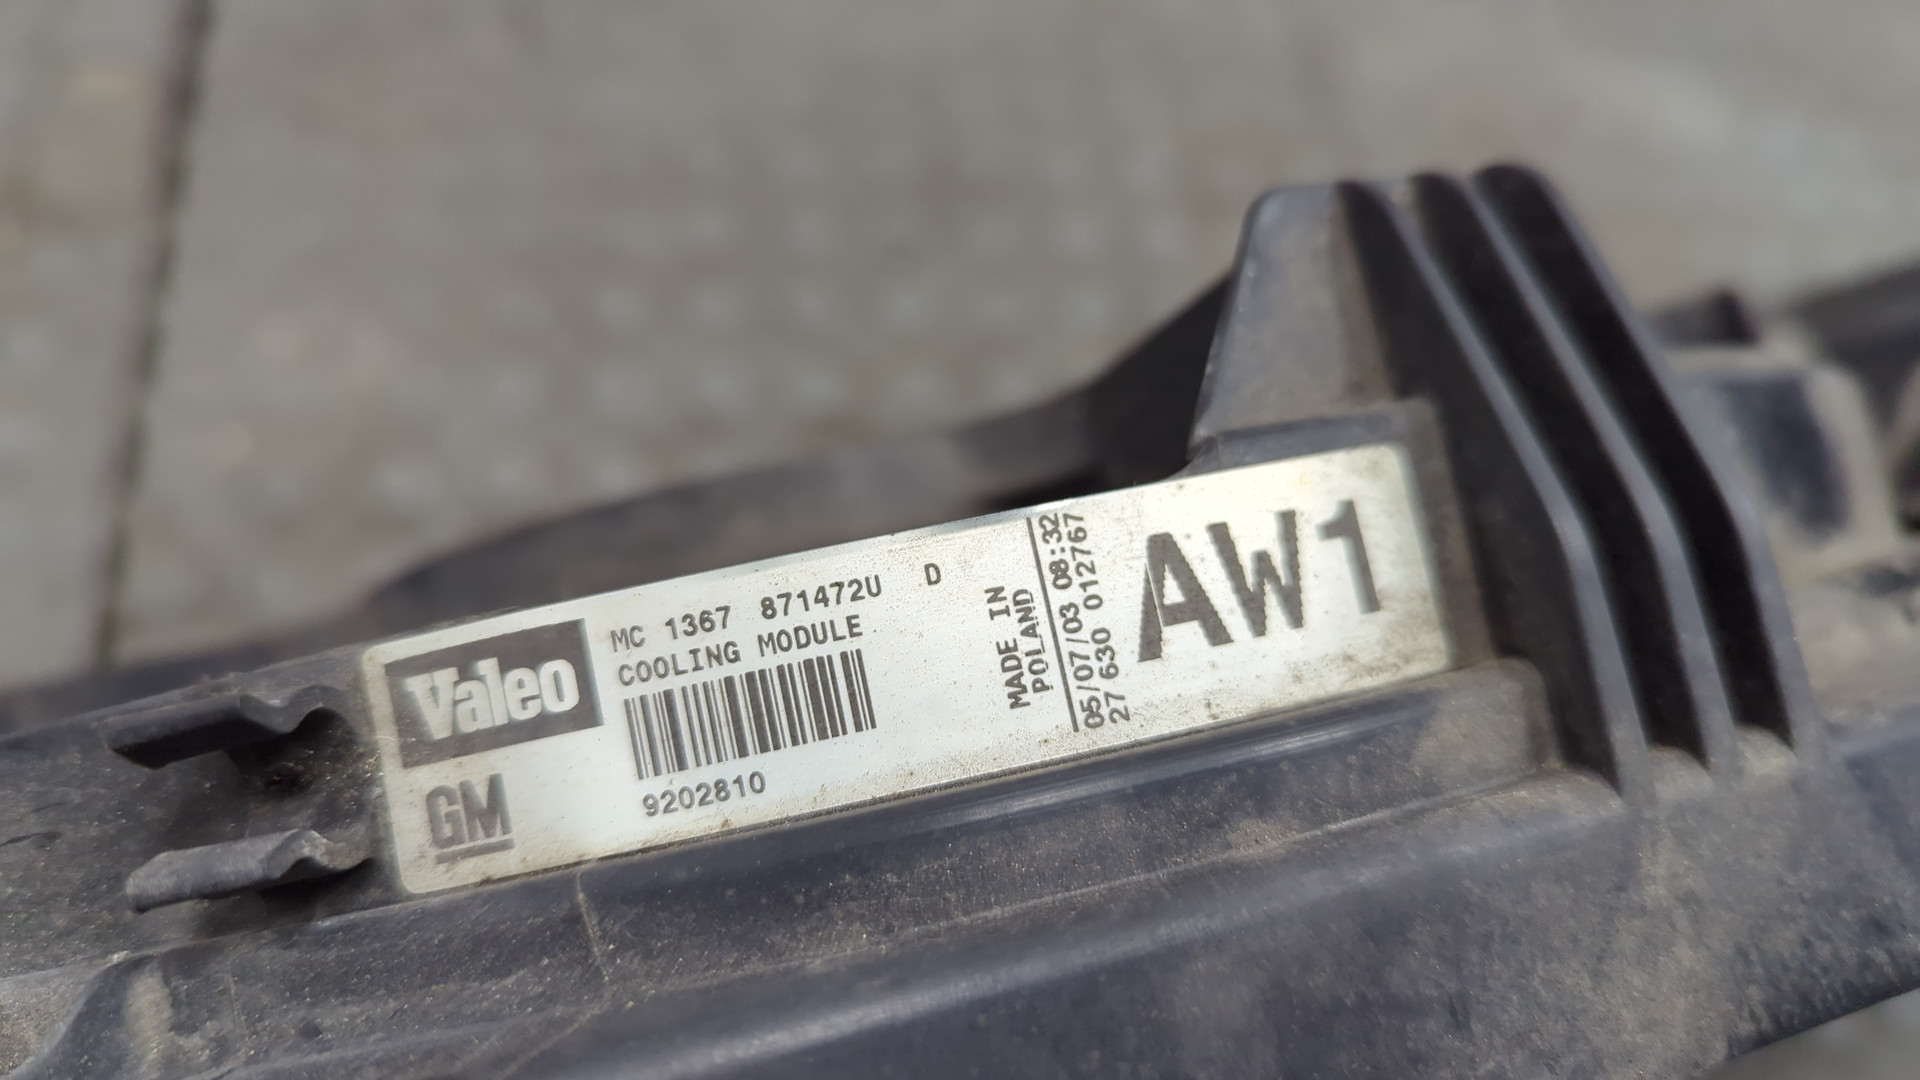 Valeo
GM
MC 1367 871472U D
COOLING MODULE
9202810
MADE IN
POLAND
05/07/03 08:32
27 630 012767
AW1